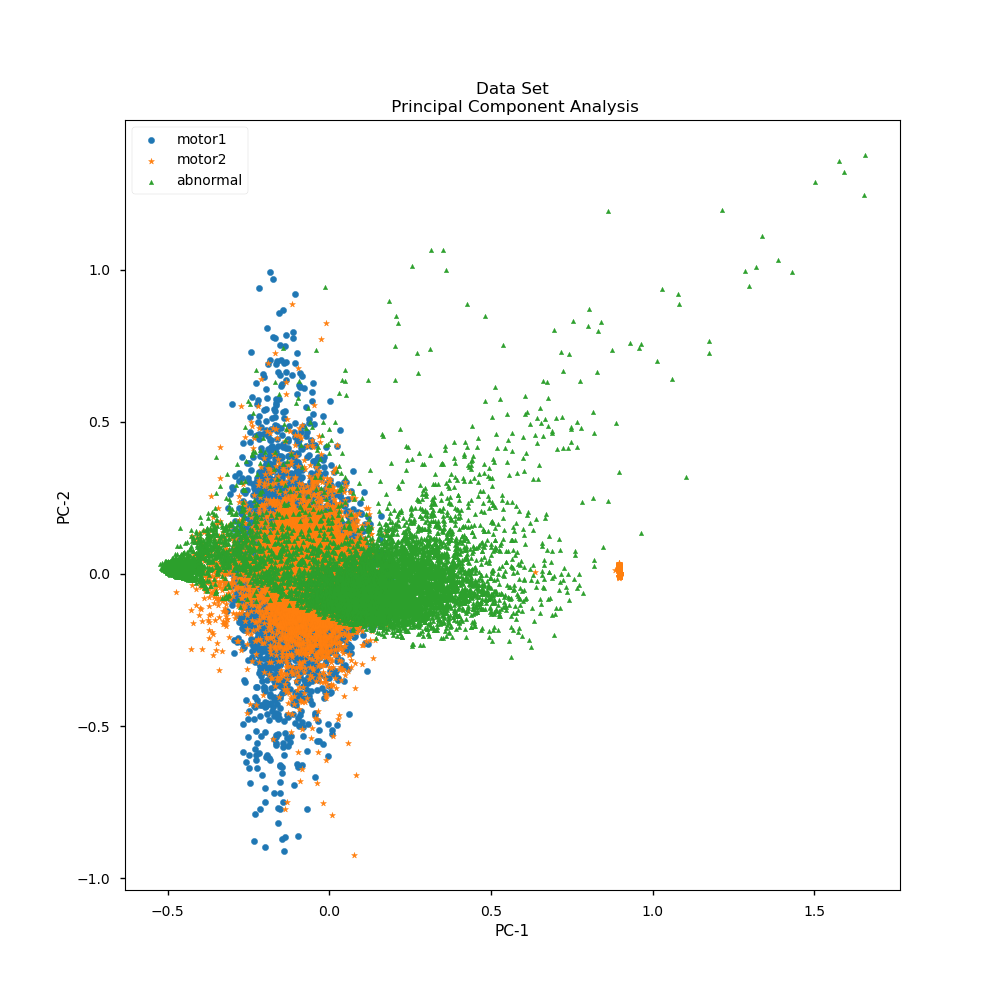 Data Set
Principal Component Analysis
motor1
motor2
abnormal
1.0
0.5
0.0
−0.5
−1.0
PC-2
−0.5
0.0
0.5
1.0
1.5
PC-1